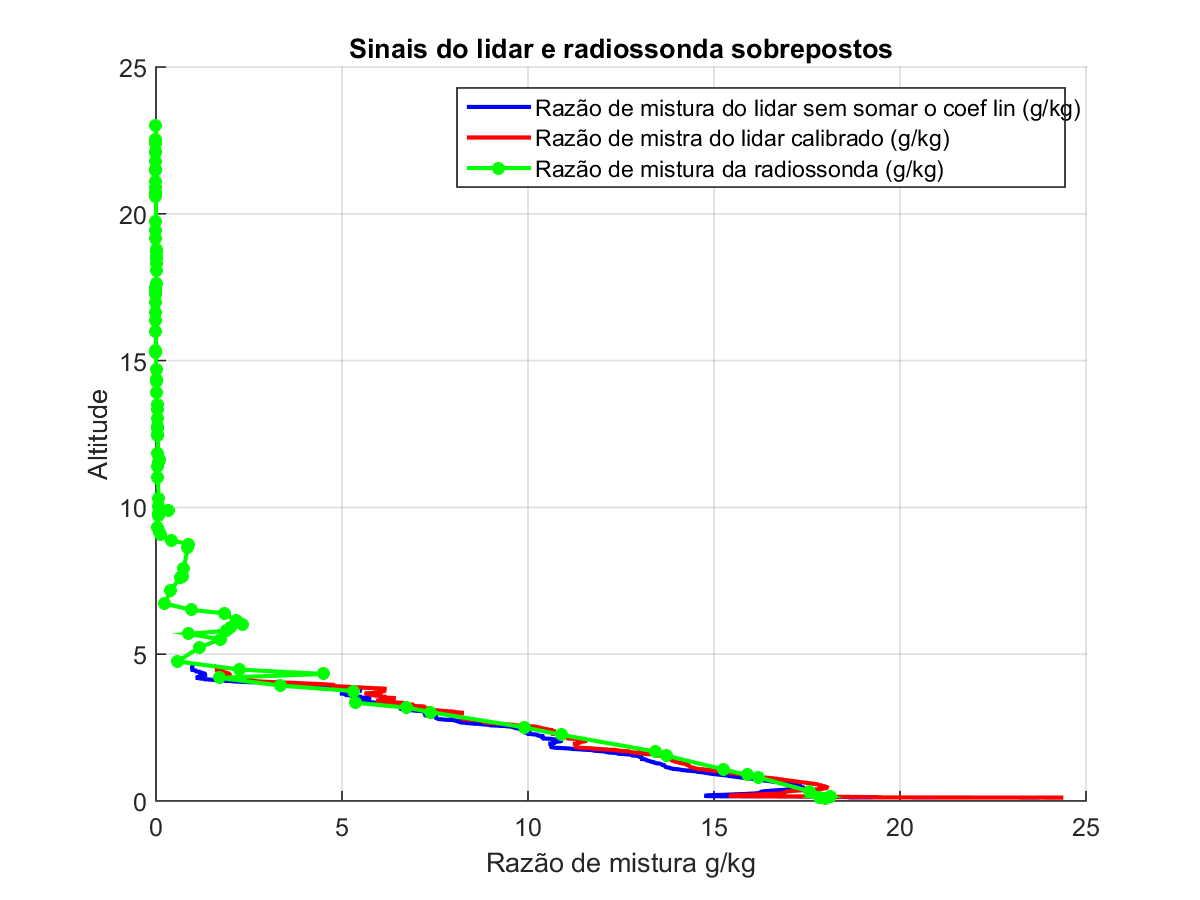 Sinais do lidar e radiossonda sobrepostos
25
Razão de mistura do lidar sem somar o coef lin (g/kg)
Razão de mistra do lidar calibrado (g/kg)
Razão de mistura da radiossonda (g/kg)
20
15
Altitude
10
5
0
0 5 10 15 20 25
Razão de mistura g/kg